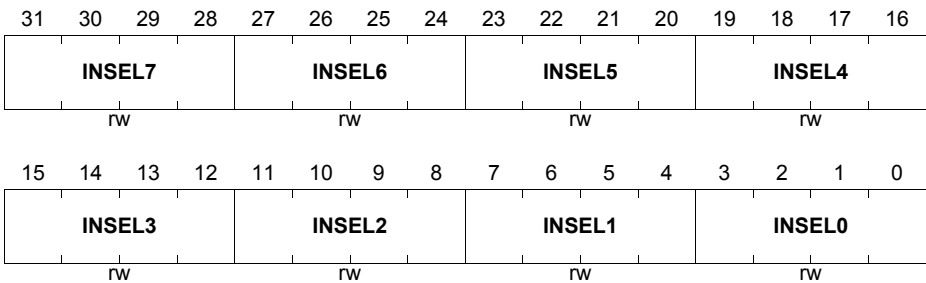 31 30 29 28 27 26 25 24 23 22 21 20 19 18 17 16
INSEL7 INSEL6 INSEL5 INSEL4
rw rw rw rw
15 14 13 12 11 10 9 8 7 6 5 4 3 2 1 0
INSEL3 INSEL2 INSEL1 INSEL0
rw rw rw rw